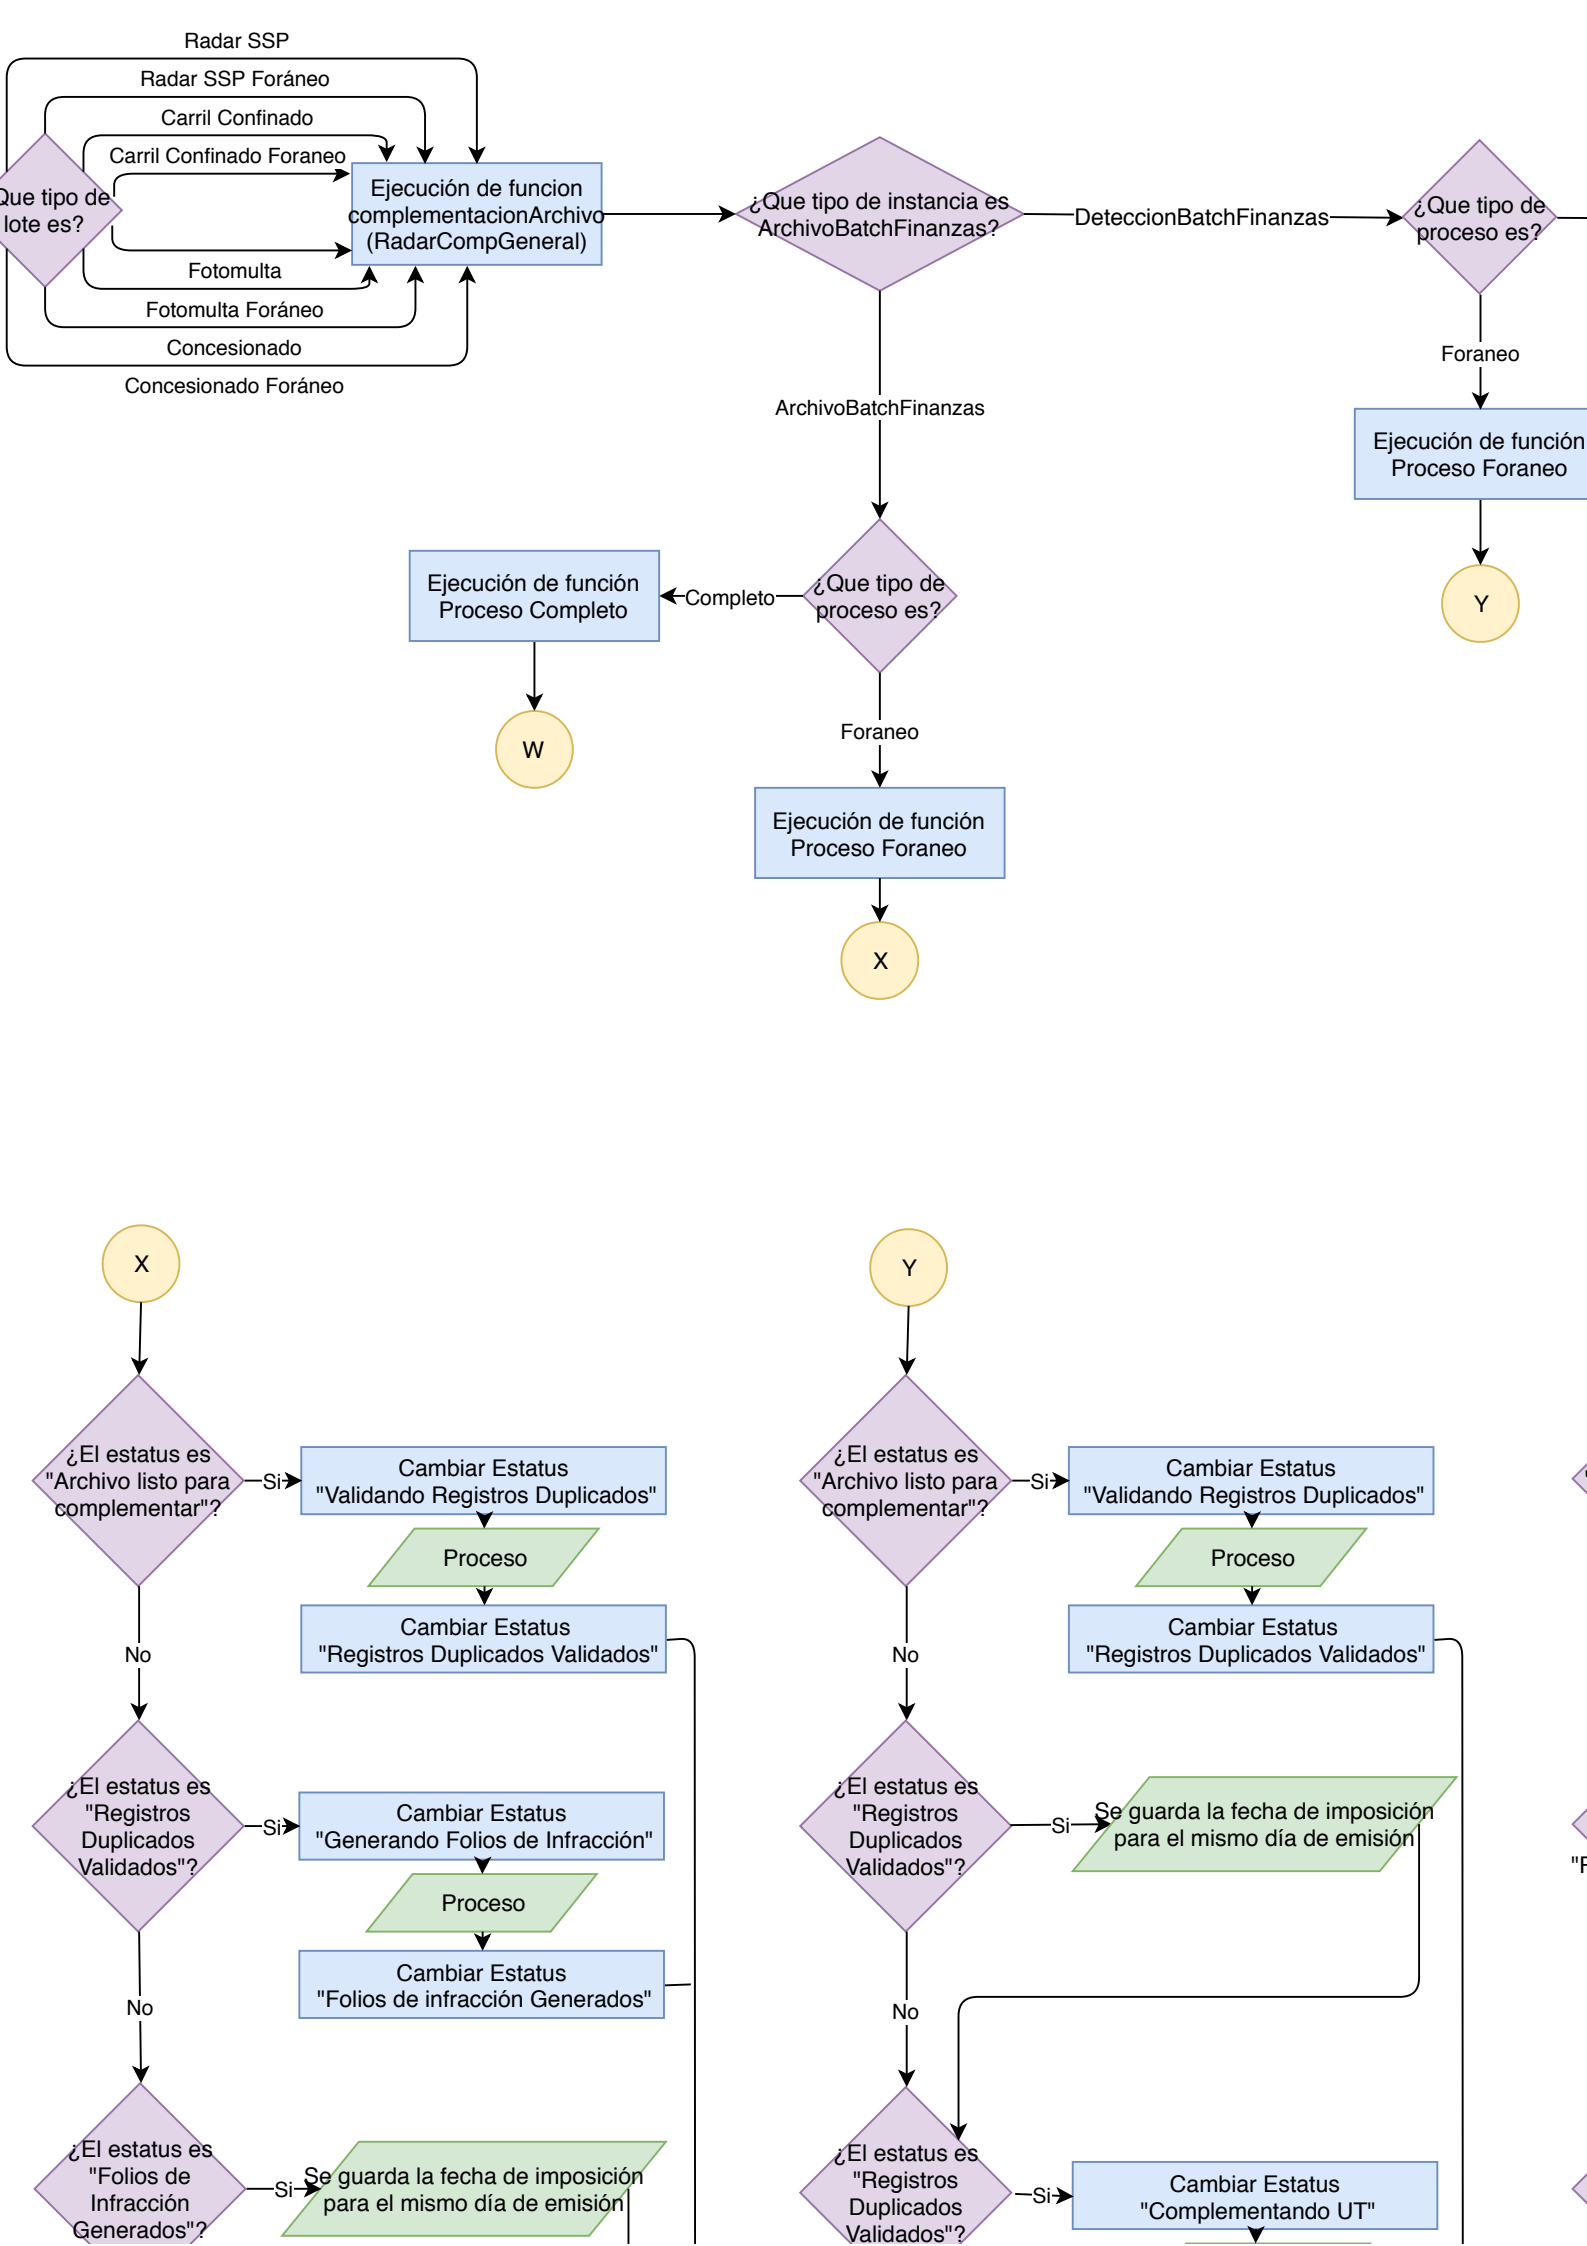 Radar SSP
Radar SSP Foráneo
Carril Confinado
Carril Confinado Foraneo
Que tipo de
lote es?
Ejecución de funcion
complementacionArchivo
(RadarCompGeneral)
Fotomulta
Fotomulta Foráneo
Concesionado
Concesionado Foráneo
¿Que tipo de instancia es
ArchivoBatchFinanzas?
DeteccionBatchFinanzas
¿Que tipo de
proceso es?
Foraneo
Ejecución de función
Proceso Foraneo
Y
ArchivoBatchFinanzas
¿Que tipo de
proceso es?
Completo
Ejecución de función
Proceso Completo
W
Foraneo
Ejecución de función
Proceso Foraneo
X
X
¿El estatus es
"Archivo listo para
complementar"?
Si
Cambiar Estatus
"Validando Registros Duplicados"
Proceso
Cambiar Estatus
"Registros Duplicados Validados"
No
¿El estatus es
"Registros
Duplicados
Validados"?
Si
Cambiar Estatus
"Generando Folios de Infracción"
Proceso
Cambiar Estatus
"Folios de infracción Generados"
No
¿El estatus es
"Folios de
Infracción
Generados"?
Si
Se guarda la fecha de imposición
para el mismo día de emisión
Y
¿El estatus es
"Archivo listo para
complementar"?
Si
Cambiar Estatus
"Validando Registros Duplicados"
Proceso
Cambiar Estatus
"Registros Duplicados Validados"
No
¿El estatus es
"Registros
Duplicados
Validados"?
Si
Se guarda la fecha de imposición
para el mismo día de emisión
No
¿El estatus es
"Registros
Duplicados
Validados"?
Si
Cambiar Estatus
"Complementando UT"